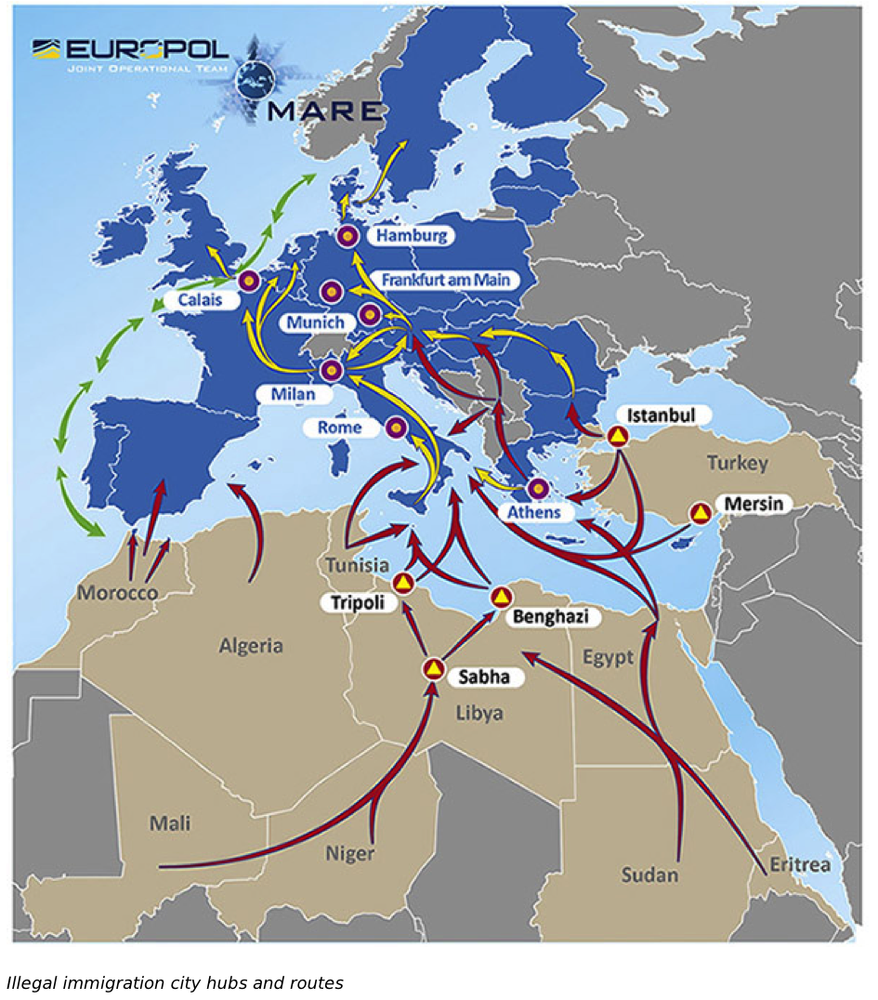 EUROPOL
JOINT OPERATIONAL TEAM
MARE
Hamburg
Frankfurt am Main
Calais
Munich
Milan
Rome
Istanbul
Turkey
Athens
Mersin
Tunisia
Morocco
Tripoli
Benghazi
Algeria
Egypt
Sabha
Libya
Mali
Niger
Sudan
Eritrea
Illegal immigration city hubs and routes